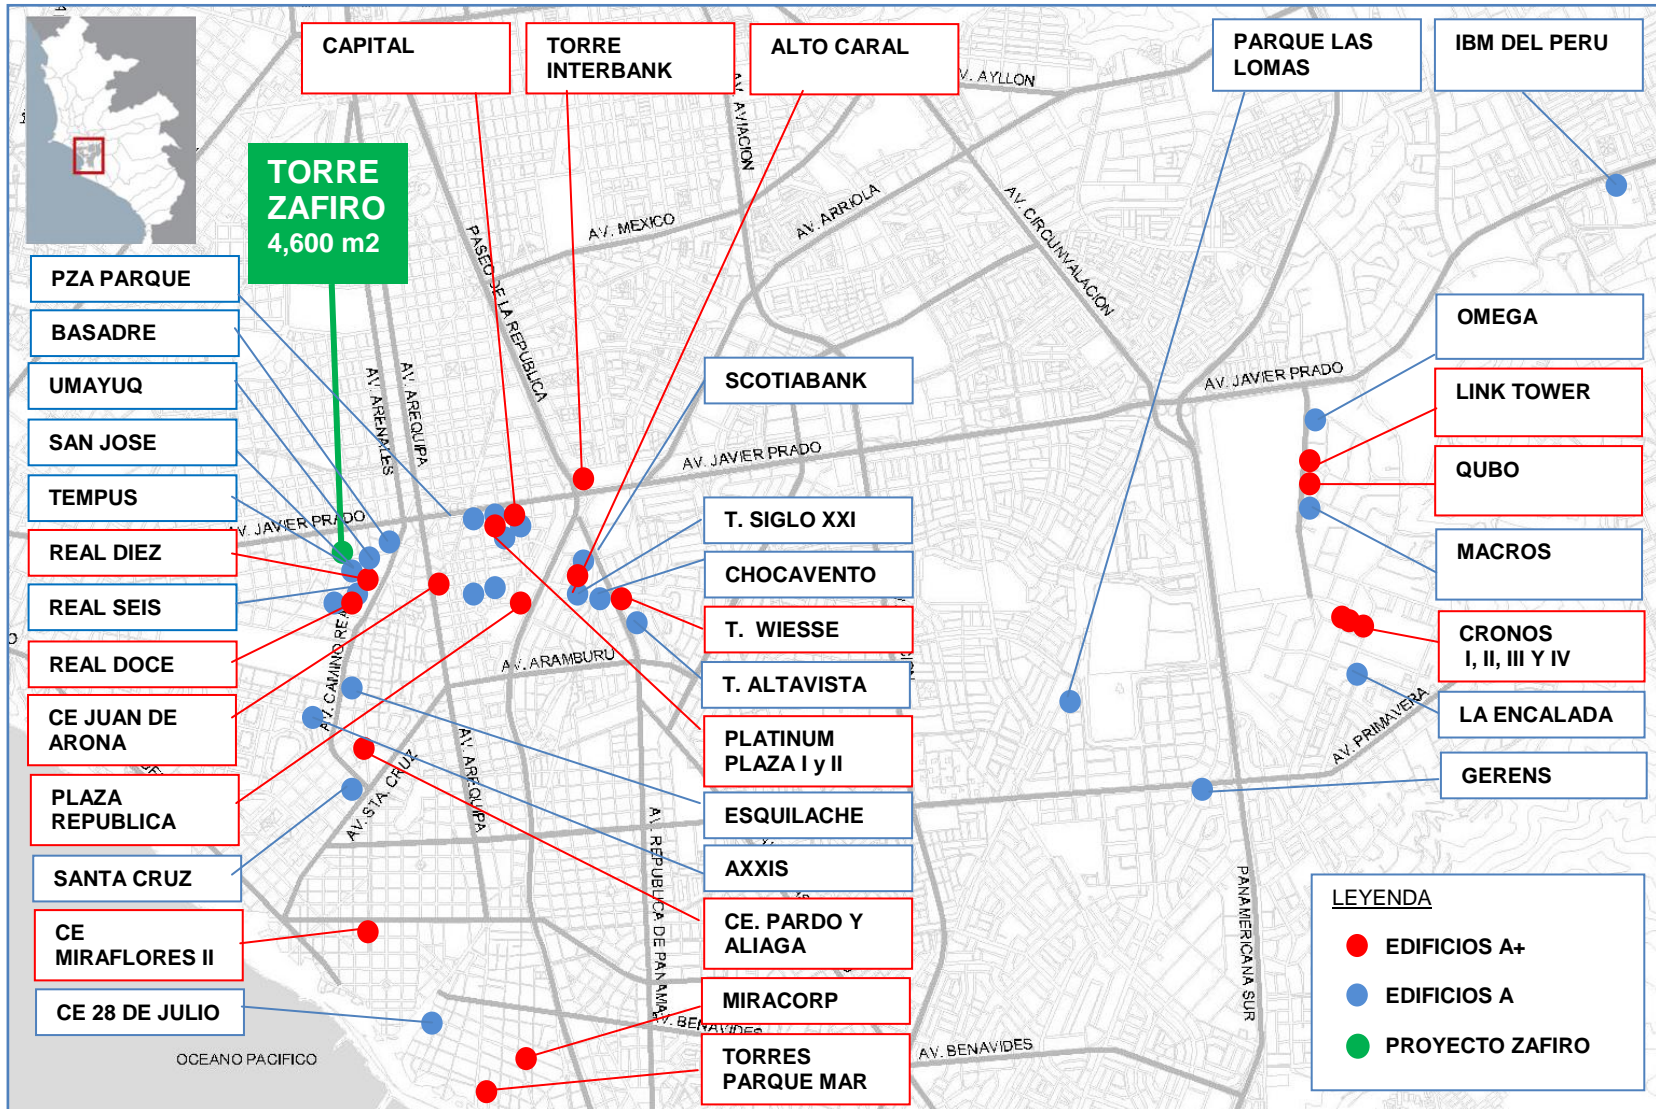 CAPITAL
TORRE
INTERBANK
ALTO CARAL
PARQUE LAS
LOMAS
IBM DEL PERU
TORRE
ZAFIRO
4,600 m2
PZA PARQUE
BASADRE
UMAYUQ
SAN JOSE
TEMPUS
REAL DIEZ
REAL SEIS
REAL DOCE
CE JUAN DE
ARONA
PLAZA
REPUBLICA
SANTA CRUZ
CE
MIRAFLORES II
CE 28 DE JULIO
OCEANO PACIFICO
SCOTIABANK
T. SIGLO XXI
CHOCAVENTO
T. WIESSE
T. ALTAVISTA
PLATINUM
PLAZA I y II
ESQUILACHE
AXXIS
CE. PARDO Y
ALIAGA
MIRACORP
TORRES
PARQUE MAR
OMEGA
LINK TOWER
QUBO
MACROS
CRONOS
I, II, III Y IV
LA ENCALADA
GERENS
LEYENDA
EDIFICIOS A+
EDIFICIOS A
PROYECTO ZAFIRO
V. AYLLON
AV. AVIACION
AV. ARRIOLA
AV. MEXICO
AV. CIRCUNVALACION
PASEO DE LA REPUBLICA
AV. ARENALES
AV. AREQUIPA
AV. JAVIER PRADO
AV. JAVIER PRADO
AV. JAVIER PRADO
AV. CAMINO REA
AV. ARAMBURU
AV. STA. CRUZ
AV. AREQUIPA
AV. REPUBLICA DE PANAMA
AV. BENAVIDES
AV. BENAVIDES
AV. PRIMAVERA
PANAMERICANA SUR